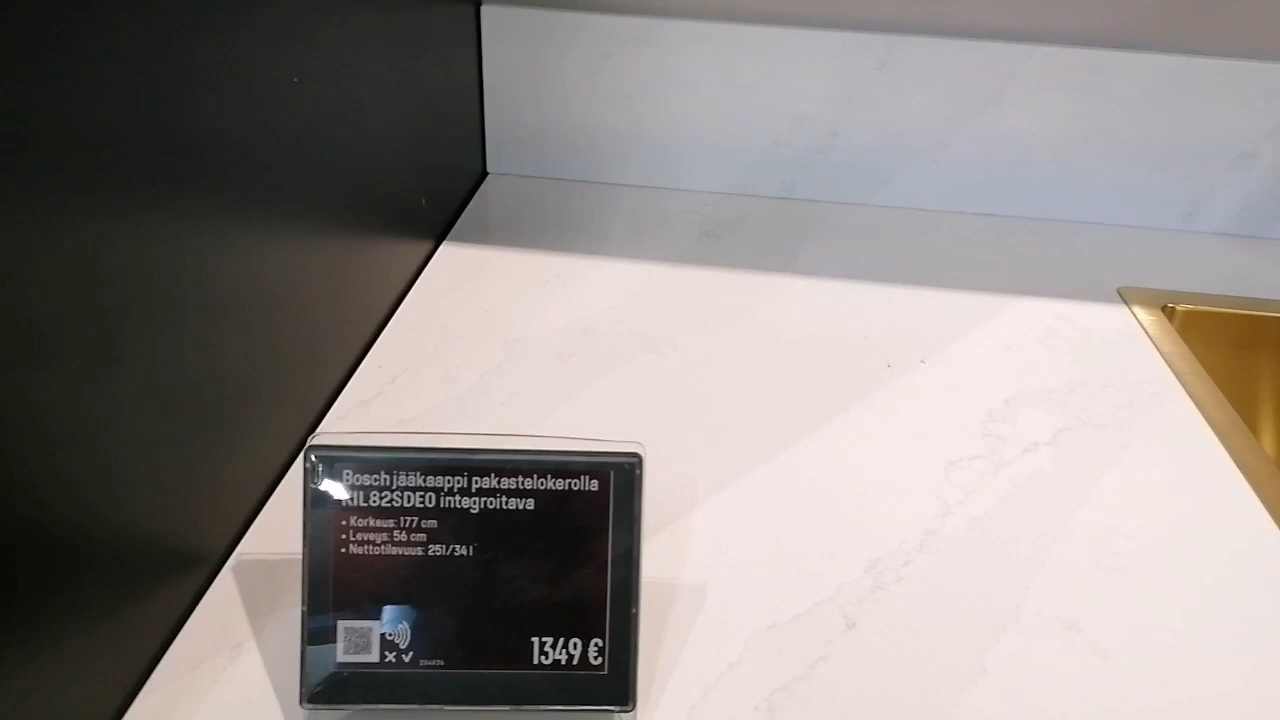 Bosch jääkaappi pakastelokerolla
KIL82SDE0 integroitava
• Korkeus: 177 cm
• Leveys: 56 cm
• Nettotilavuus: 251/34 l
1349 €